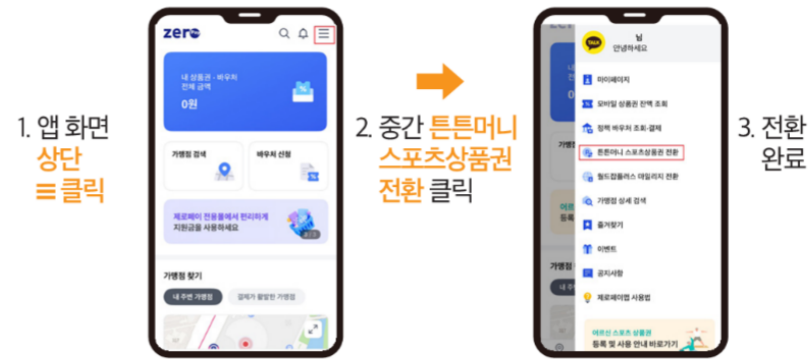 1. 앱 화면
상단
≡ 클릭
zero
내 상품권 · 바우처
전체 금액
0원
가맹점 검색
바우처 신청
제로페이 전용몰에서 편리하게
지원금을 사용하세요
가맹점 찾기
내 주변 가맹점
결제가 활발한 가맹점
2. 중간 튼튼머니
스포츠상품권
전환 클릭
TALK
님
안녕하세요
마이페이지
모바일 상품권 잔액 조회
정책 바우처 조회·결제
튼튼머니 스포츠상품권 전환
월드잡플러스 마일리지 전환
가맹점 상세 검색
즐겨찾기
이벤트
공지사항
제로페이앱 사용법
어르신 스포츠 상품권
등록 및 사용 안내 바로가기
3. 전환
완료